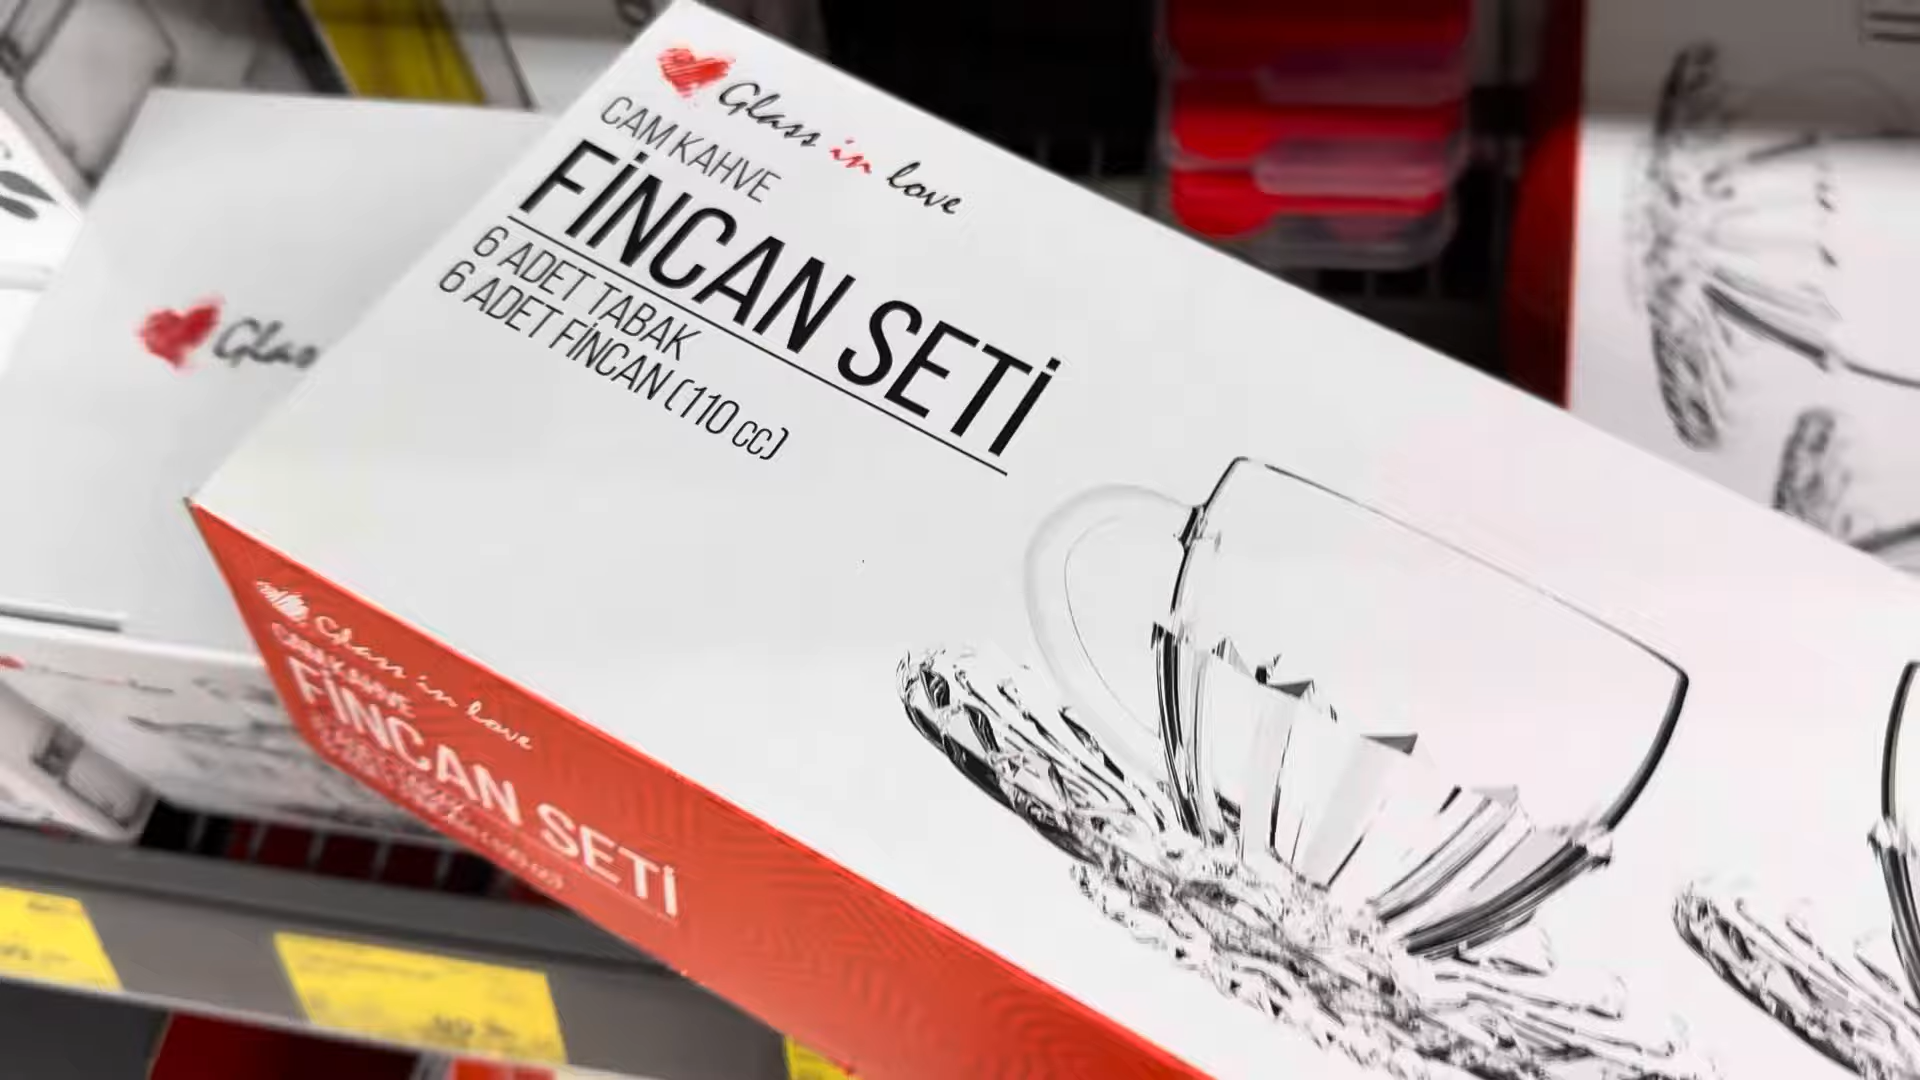 Glass in love
CAM KAHVE
FİNCAN SETİ
6 ADET TABAK
6 ADET FİNCAN (110 cc)
Glass
Glass in love
CAM KAHVE
FİNCAN SETİ